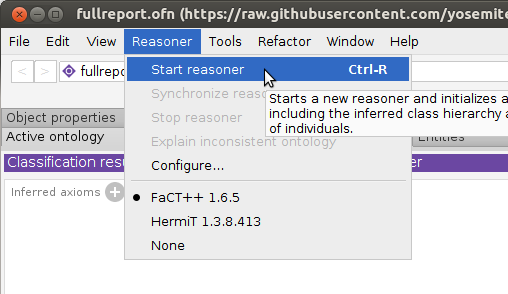 fullreport.ofn (https://raw.githubusercontent.com/yosemite
File Edit View Reasoner Tools Refactor Window Help
fullrepo
Start reasoner Ctrl-R
Synchronize reaso
Starts a new reasoner and initializes a
including the inferred class hierarchy a
of individuals.
Object properties
Stop reasoner
Active ontology
Explain inconsistent ontology
Entities
Classification resu
er
Configure...
Inferred axioms
FaCT++ 1.6.5
HermiT 1.3.8.413
None